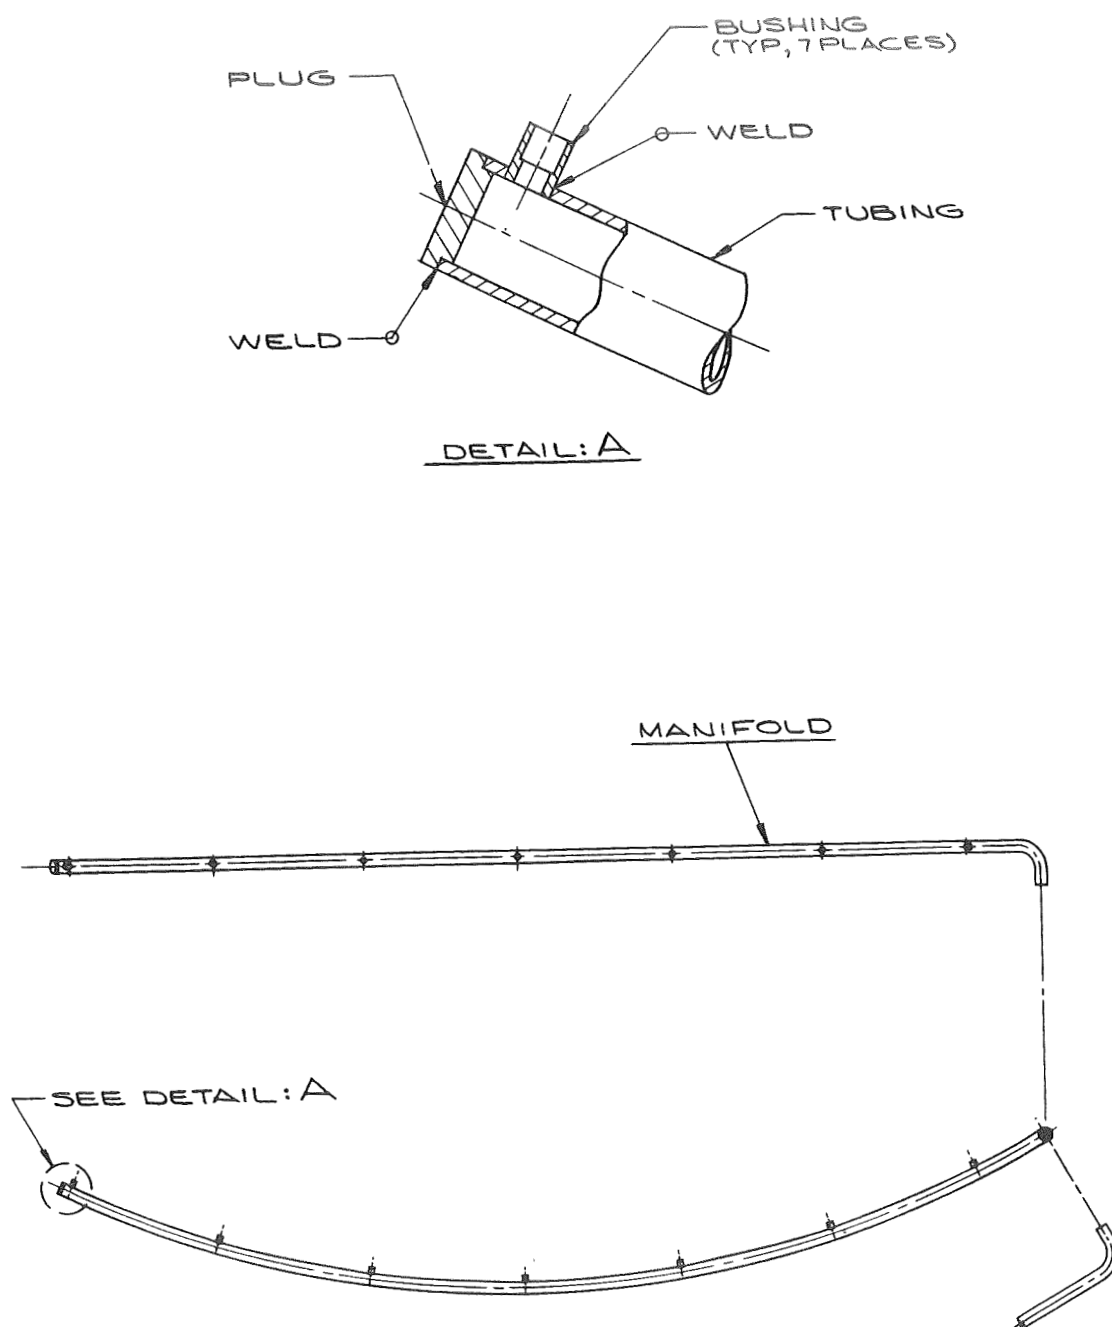 BUSHING
(TYP, 7 PLACES)
PLUG
WELD
TUBING
WELD
DETAIL: A
MANIFOLD
SEE DETAIL: A